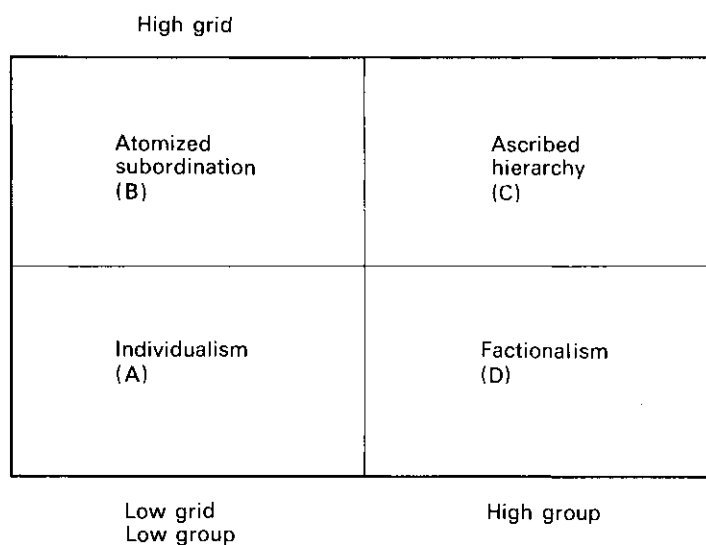 High grid
Atomized
subordination
(B)
Ascribed
hierarchy
(C)
Individualism
(A)
Factionalism
(D)
Low grid
Low group
High group